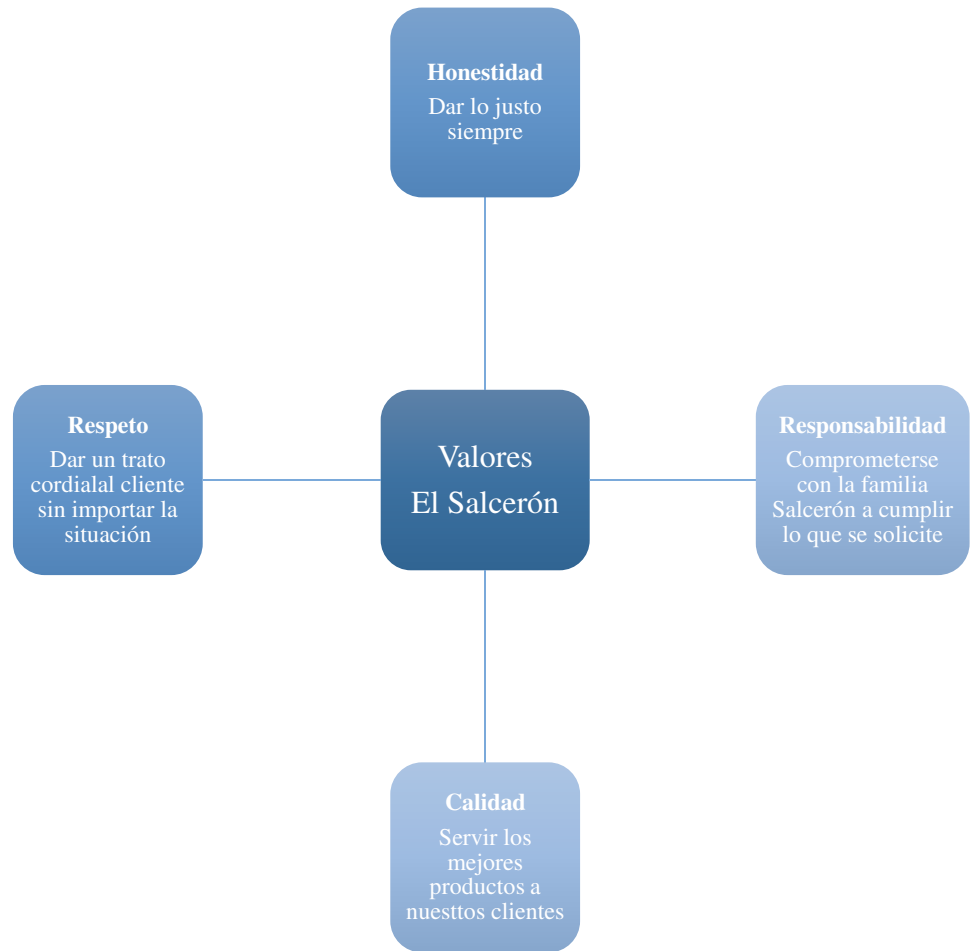 Honestidad
Dar lo justo
siempre
Respeto
Dar un trato
cordialal cliente
sin importar la
situación
Valores
El Salcerón
Responsabilidad
Comprometerse
con la familia
Salcerón a cumplir
lo que se solicite
Calidad
Servir los
mejores
productos a
nuesttos clientes